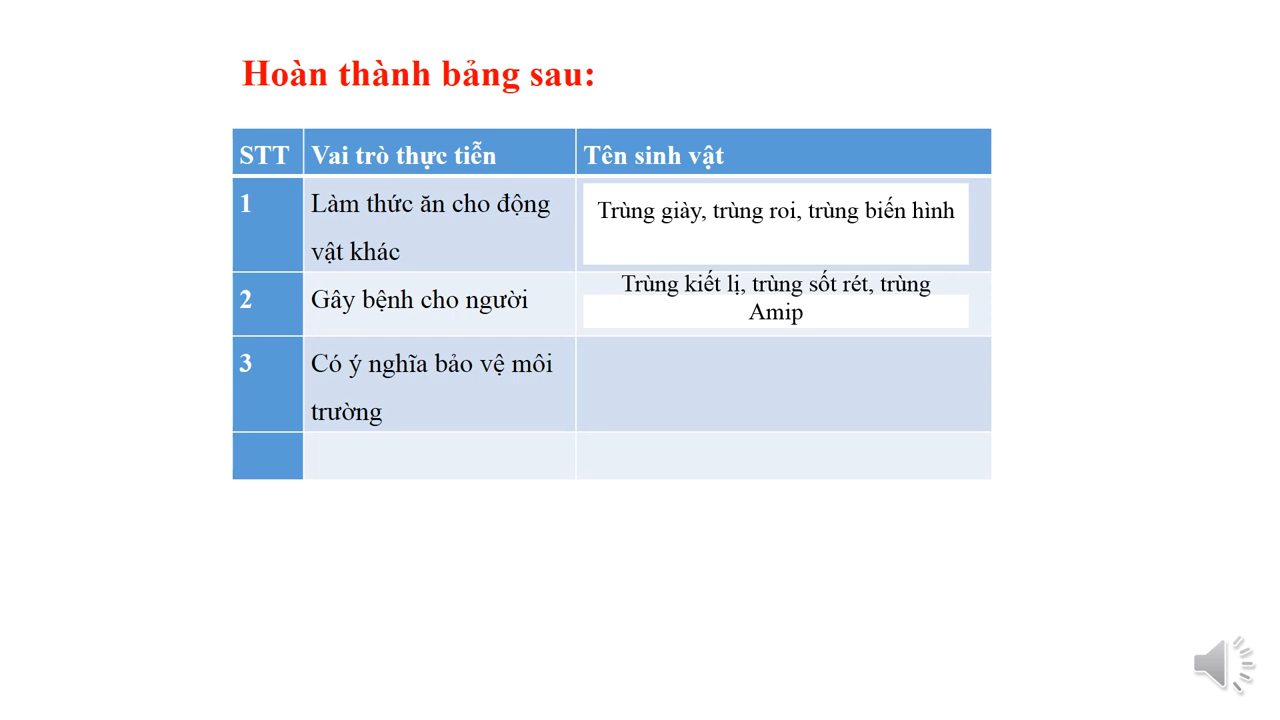 Hoàn thành bảng sau:
STT Vai trò thực tiễn Tên sinh vật
1 Làm thức ăn cho động Trùng giày, trùng roi, trùng biến hình
vật khác
2 Gây bệnh cho người Trùng kiết lị, trùng sốt rét, trùng
Amip
3 Có ý nghĩa bảo vệ môi
trường